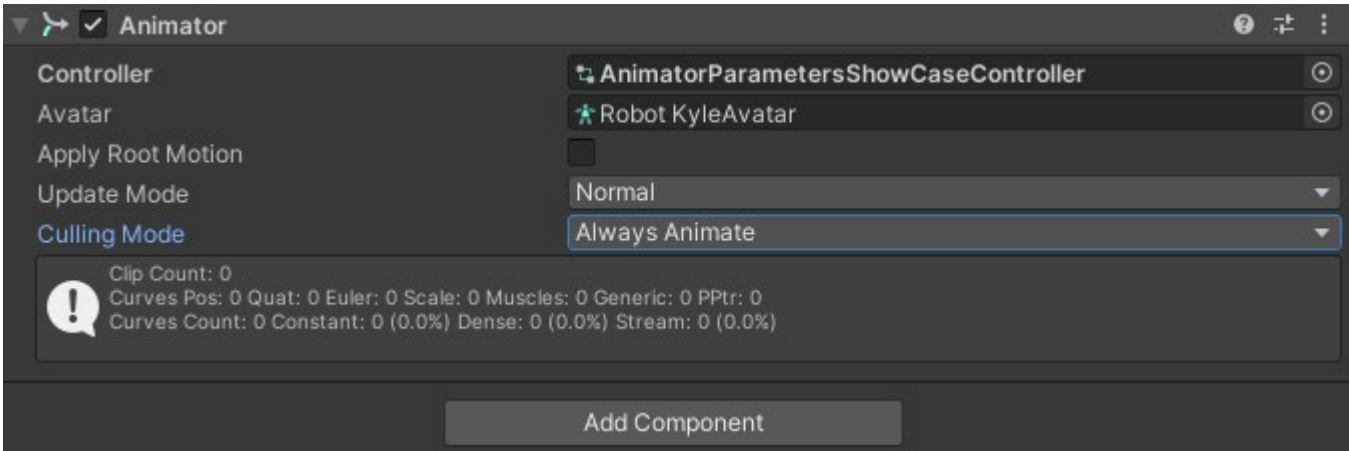 Animator
Controller AnimatorParametersShowCaseController
Avatar Robot KyleAvatar
Apply Root Motion
Update Mode Normal
Culling Mode Always Animate
Clip Count: 0
Curves Pos: 0 Quat: 0 Euler: 0 Scale: 0 Muscles: 0 Generic: 0 PPtr: 0
Curves Count: 0 Constant: 0 (0.0%) Dense: 0 (0.0%) Stream: 0 (0.0%)
Add Component